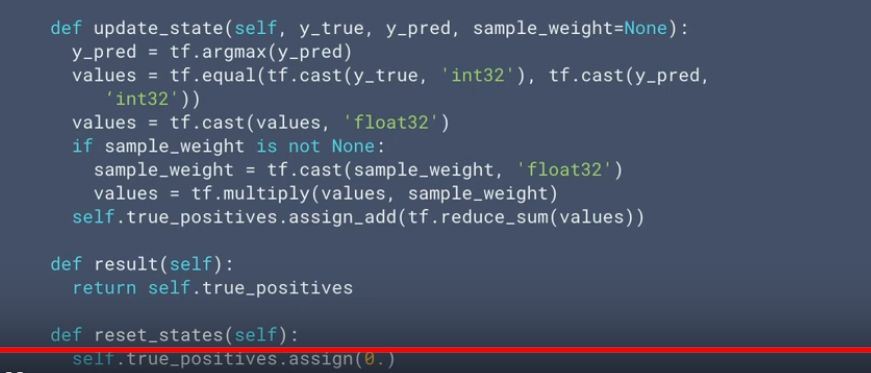 def update_state(self, y_true, y_pred, sample_weight=None):
y_pred = tf.argmax(y_pred)
values = tf.equal(tf.cast(y_true, 'int32'), tf.cast(y_pred,
‘int32'))
values = tf.cast(values, 'float32')
if sample_weight is not None:
sample_weight = tf.cast(sample_weight, 'float32')
values = tf.multiply(values, sample_weight)
self.true_positives.assign_add(tf.reduce_sum(values))
def result(self):
return self.true_positives
def reset_states(self):
self.true_positives.assign(0.)